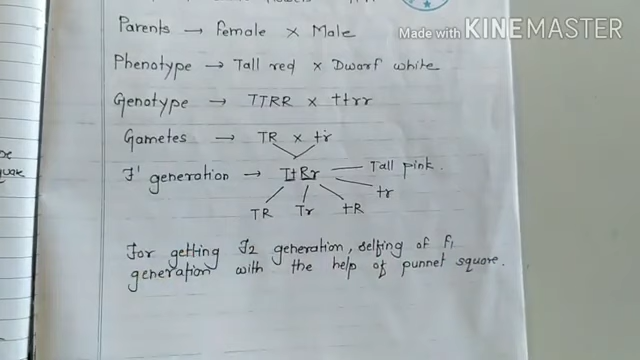 Made with KINEMASTER
Parents → Female × Male
Phenotype → Tall red × Dwarf white
Genotype → TTRR × ttrr
Gametes → TR × tr
F' generation → TtRr — Tall pink.
tr
TR Tr tR
For getting F2 generation, selfing of F1
generation with the help of punnet square.